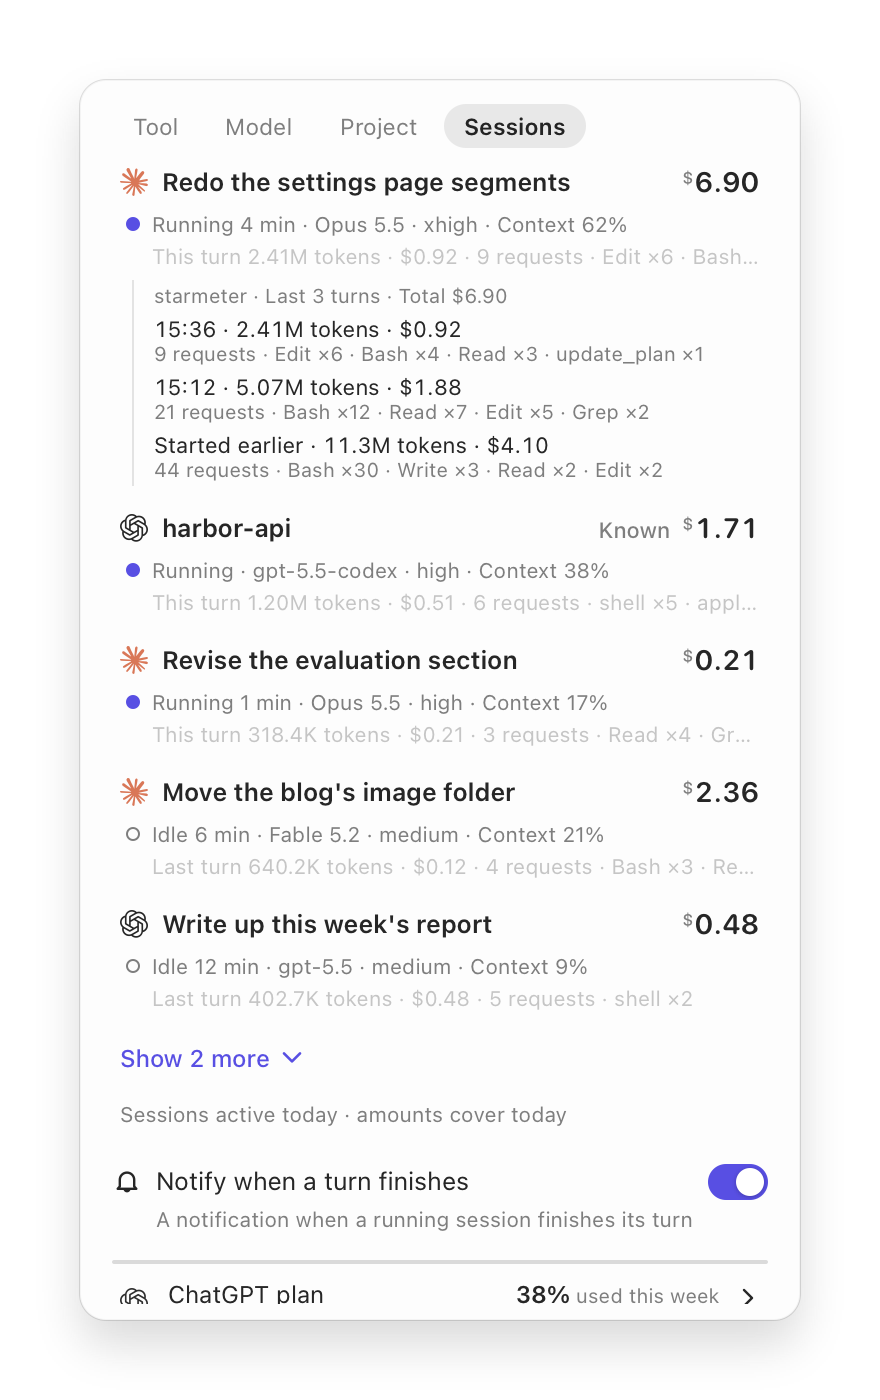 Tool Model Project Sessions
Redo the settings page segments $6.90
Running 4 min · Opus 5.5 · xhigh · Context 62%
This turn 2.41M tokens · $0.92 · 9 requests · Edit ×6 · Bash...
starmeter · Last 3 turns · Total $6.90
15:36 · 2.41M tokens · $0.92
9 requests · Edit ×6 · Bash ×4 · Read ×3 · update_plan ×1
15:12 · 5.07M tokens · $1.88
21 requests · Bash ×12 · Read ×7 · Edit ×5 · Grep ×2
Started earlier · 11.3M tokens · $4.10
44 requests · Bash ×30 · Write ×3 · Read ×2 · Edit ×2
harbor-api Known $1.71
Running · gpt-5.5-codex · high · Context 38%
This turn 1.20M tokens · $0.51 · 6 requests · shell ×5 · appl...
Revise the evaluation section $0.21
Running 1 min · Opus 5.5 · high · Context 17%
This turn 318.4K tokens · $0.21 · 3 requests · Read ×4 · Gr...
Move the blog's image folder $2.36
Idle 6 min · Fable 5.2 · medium · Context 21%
Last turn 640.2K tokens · $0.12 · 4 requests · Bash ×3 · Re...
Write up this week's report $0.48
Idle 12 min · gpt-5.5 · medium · Context 9%
Last turn 402.7K tokens · $0.48 · 5 requests · shell ×2
Show 2 more
Sessions active today · amounts cover today
Notify when a turn finishes
A notification when a running session finishes its turn
ChatGPT plan 38% used this week